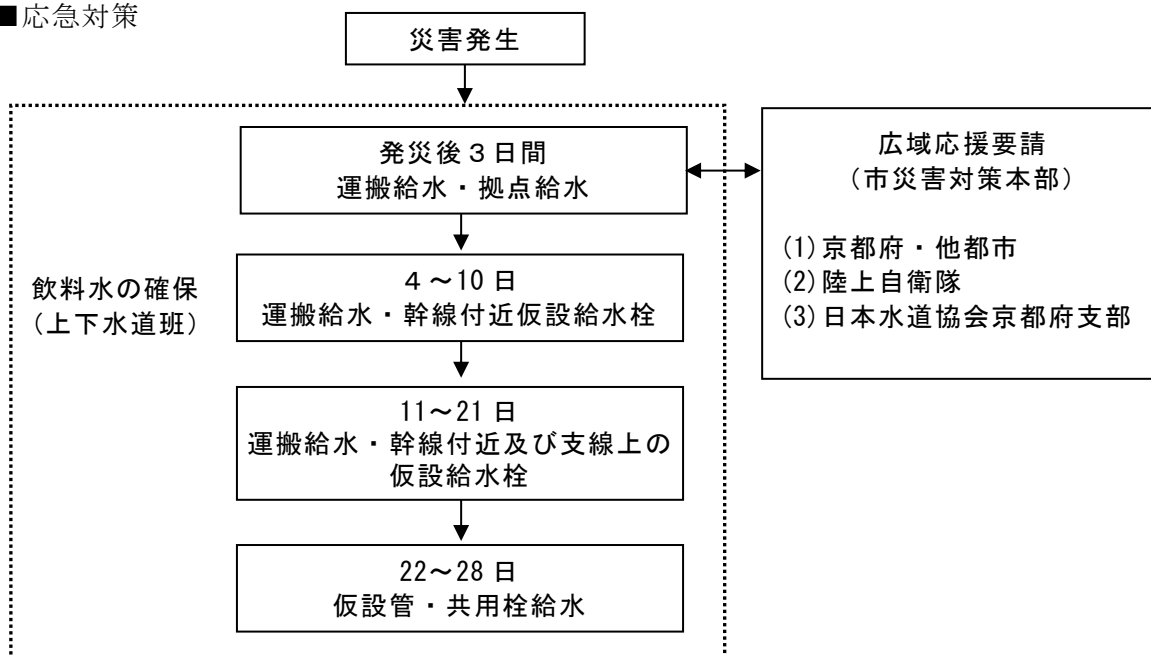 ■応急対策
災害発生
飲料水の確保
（上下水道班）
発災後３日間
運搬給水・拠点給水
４～10 日
運搬給水・幹線付近仮設給水栓
11～21 日
運搬給水・幹線付近及び支線上の
仮設給水栓
22～28 日
仮設管・共用栓給水
広域応援要請
（市災害対策本部）
(1)京都府・他都市
(2)陸上自衛隊
(3)日本水道協会京都府支部